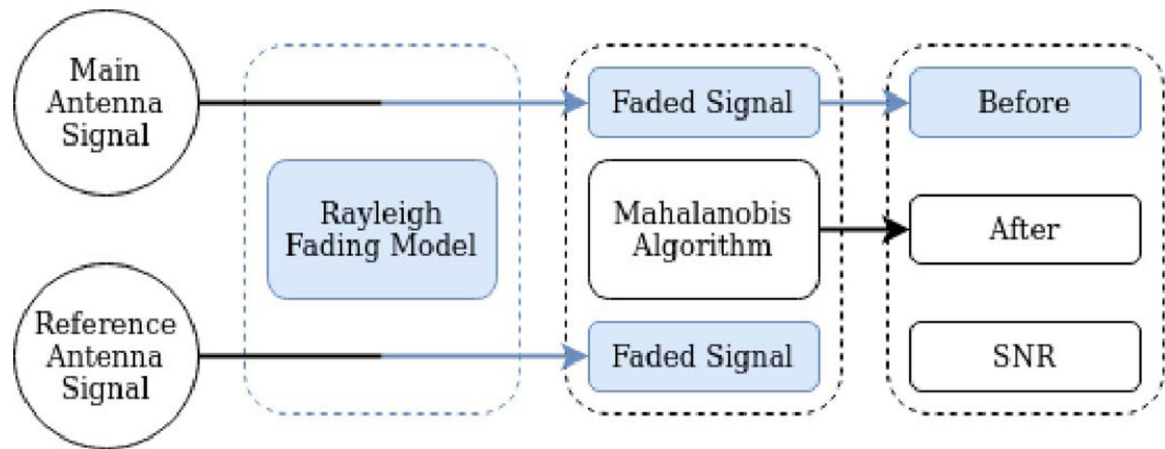 Main
Antenna
Signal
Faded Signal
Before
Rayleigh
Fading Model
Mahalanobis
Algorithm
After
Reference
Antenna
Signal
Faded Signal
SNR